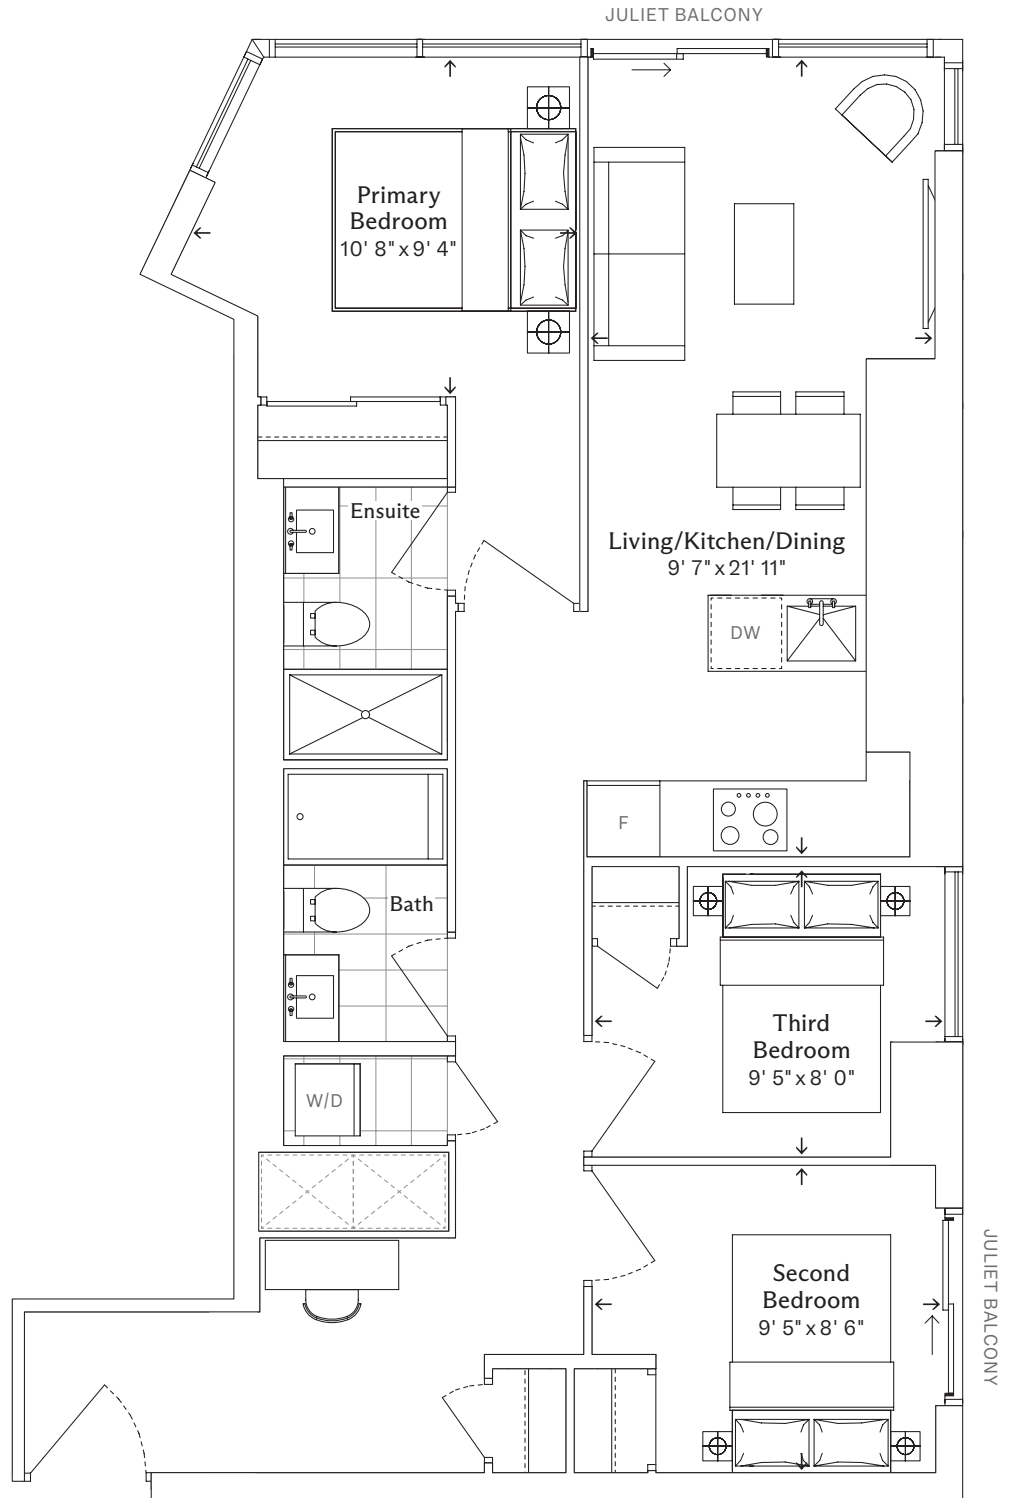 JULIET BALCONY
Primary
Bedroom
10' 8" x 9' 4"
Ensuite
Living/Kitchen/Dining
9' 7" x 21' 11"
DW
F
Bath
Third
Bedroom
9' 5" x 8' 0"
W/D
Second
Bedroom
9' 5" x 8' 6"
JULIET BALCONY